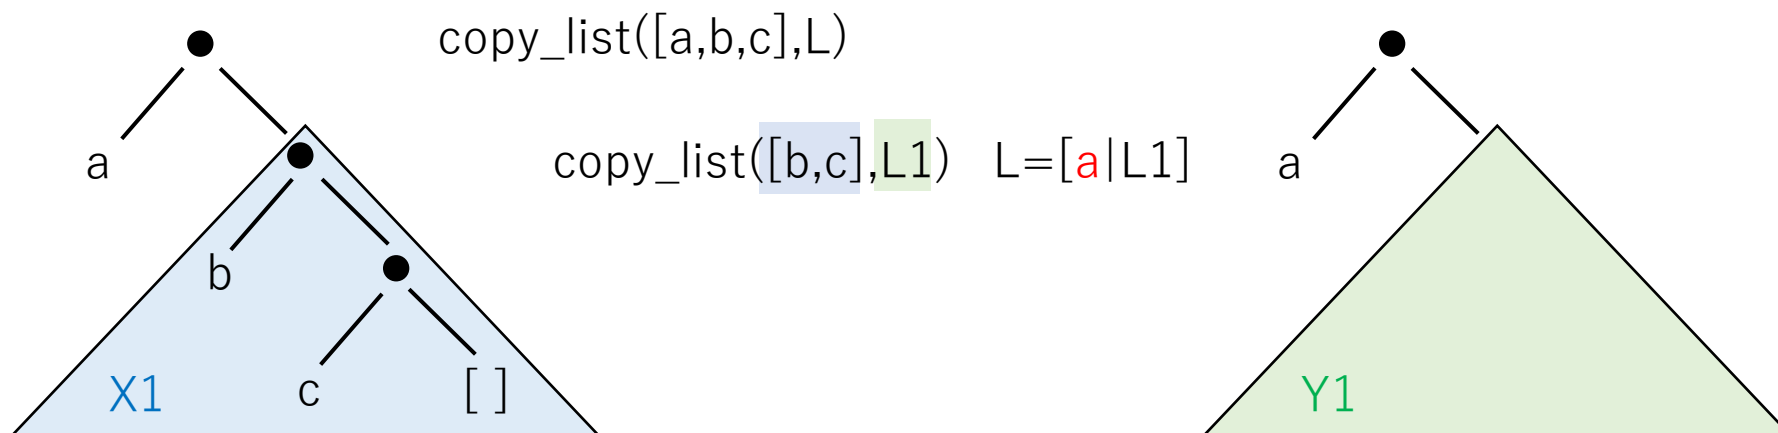 copy_list([a,b,c],L)
a
copy_list([b,c],L1) L=[a|L1]
a
b
c
[ ]
X1
Y1